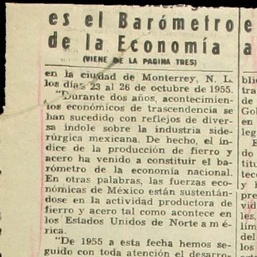 es el Barómetro
de la Economía
(VIENE DE LA PAGINA TRES)
en la ciudad de Monterrey, N. L.
los días 23 al 26 de octubre de 1955.
"Durante dos años, acontecimien-
tos económicos de trascendencia se
han sucedido con reflejos de diver-
sa índole sobre la industria side-
rúrgica mexicana. De hecho, el ín-
dice de la producción de fierro y
acero ha venido a constituir el ba-
rómetro de la economía nacional.
En otras palabras, las fuerzas eco-
nómicas de México están sustentán-
dose en la actividad productora de
fierro y acero tal como acontece en
los Estados Unidos de Norte amé-
rica.
"De 1955 a esta fecha hemos se-
guido con toda atención el desarro-